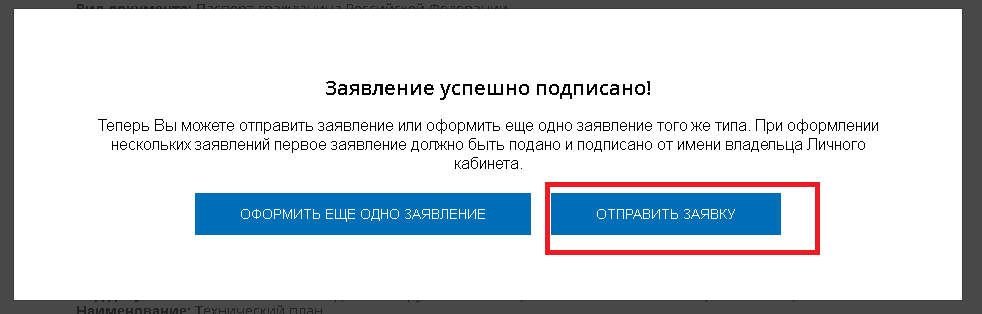 Вид документа: Паспорт гражданина Российской Федерации
Заявление успешно подписано!
Теперь Вы можете отправить заявление или оформить еще одно заявление того же типа. При оформлении
нескольких заявлений первое заявление должно быть подано и подписано от имени владельца Личного
кабинета.
ОФОРМИТЬ ЕЩЕ ОДНО ЗАЯВЛЕНИЕ
ОТПРАВИТЬ ЗАЯВКУ
Наименование: Технический план